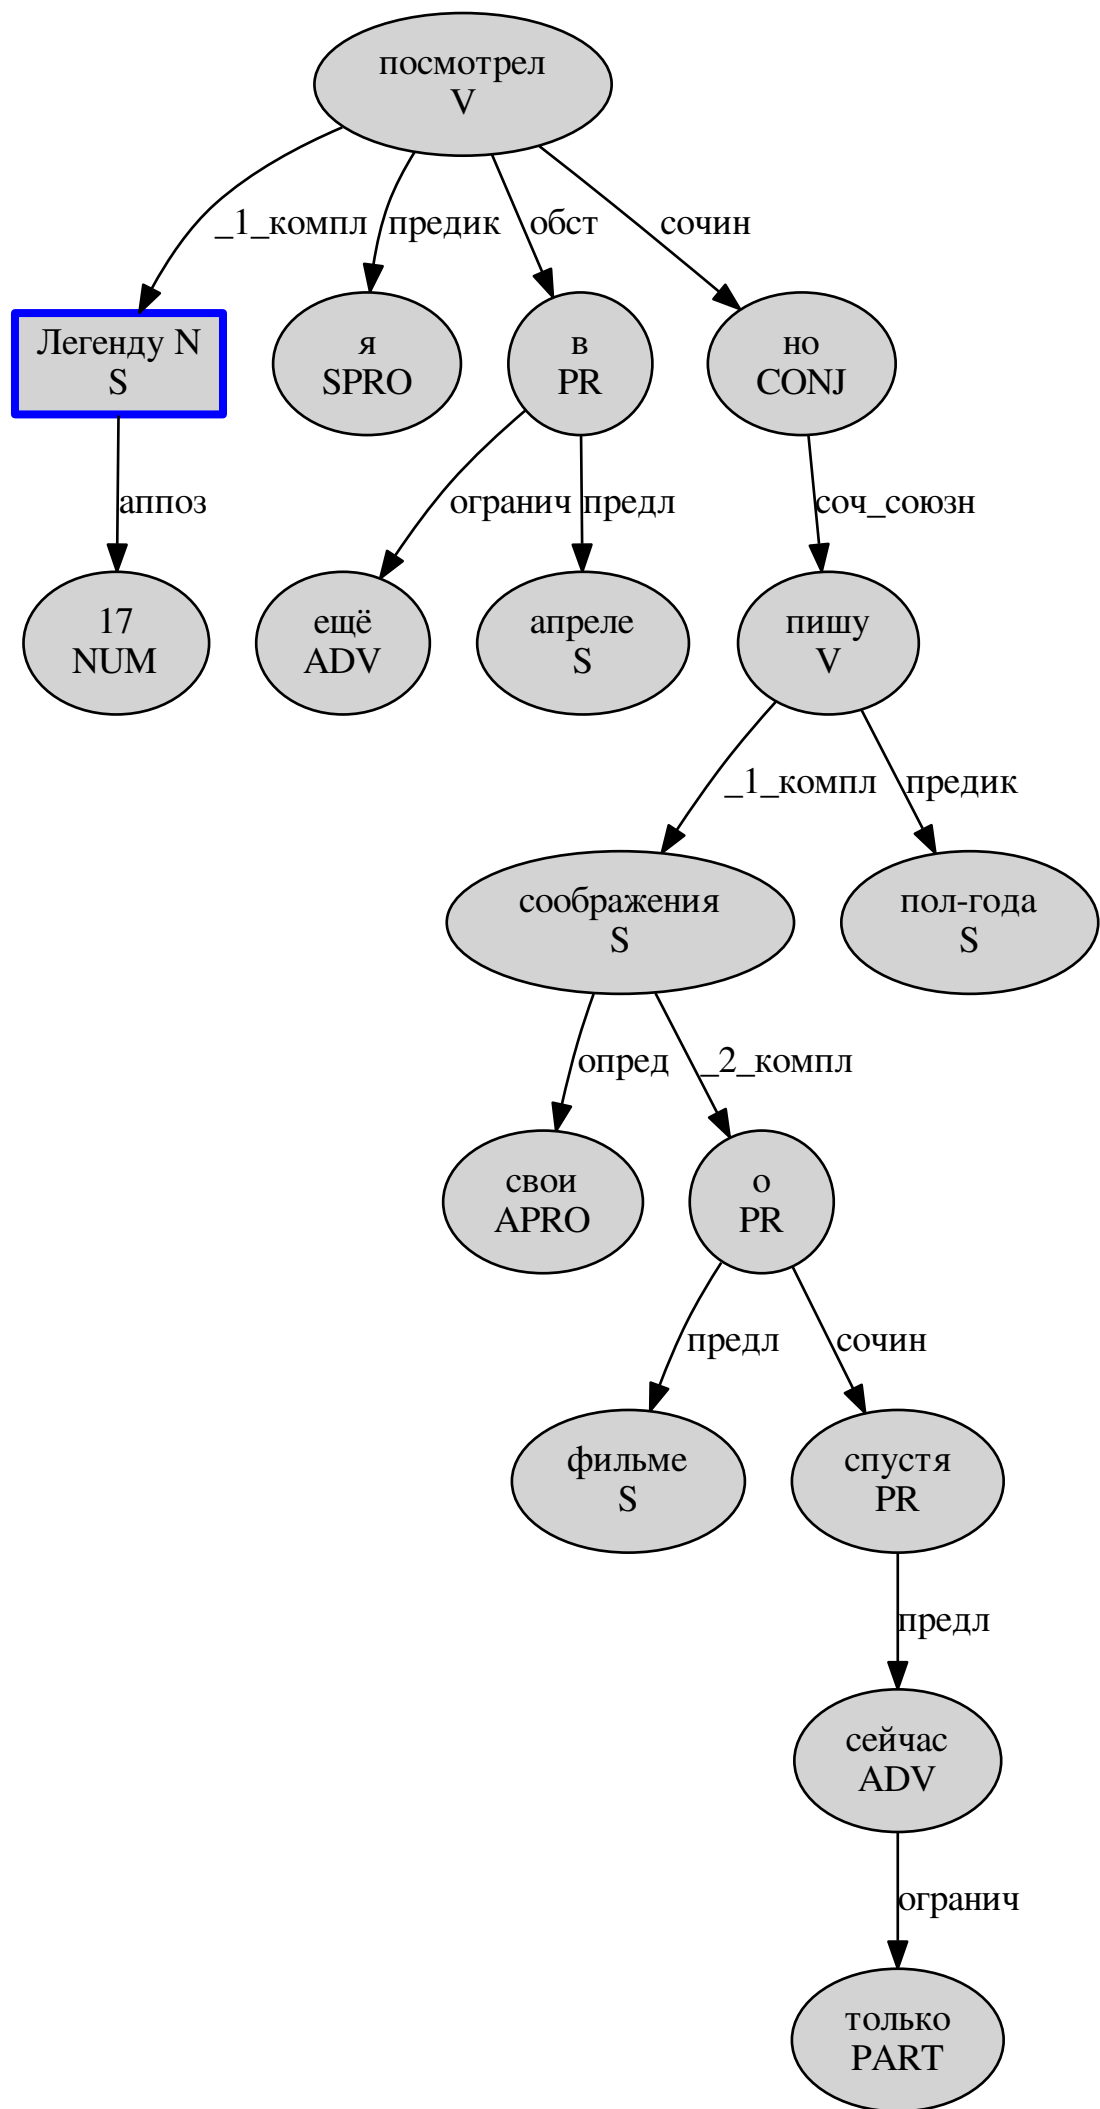 посмотрел
V
_1_компл
предик
обст
сочин
Легенду N
S
я
SPRO
в
PR
но
CONJ
аппоз
огранич
предл
соч_союзн
17
NUM
ещё
ADV
апреле
S
пишу
V
_1_компл
предик
соображения
S
пол-года
S
опред
_2_компл
свои
APRO
о
PR
предл
сочин
фильме
S
спустя
PR
предл
сейчас
ADV
огранич
только
PART